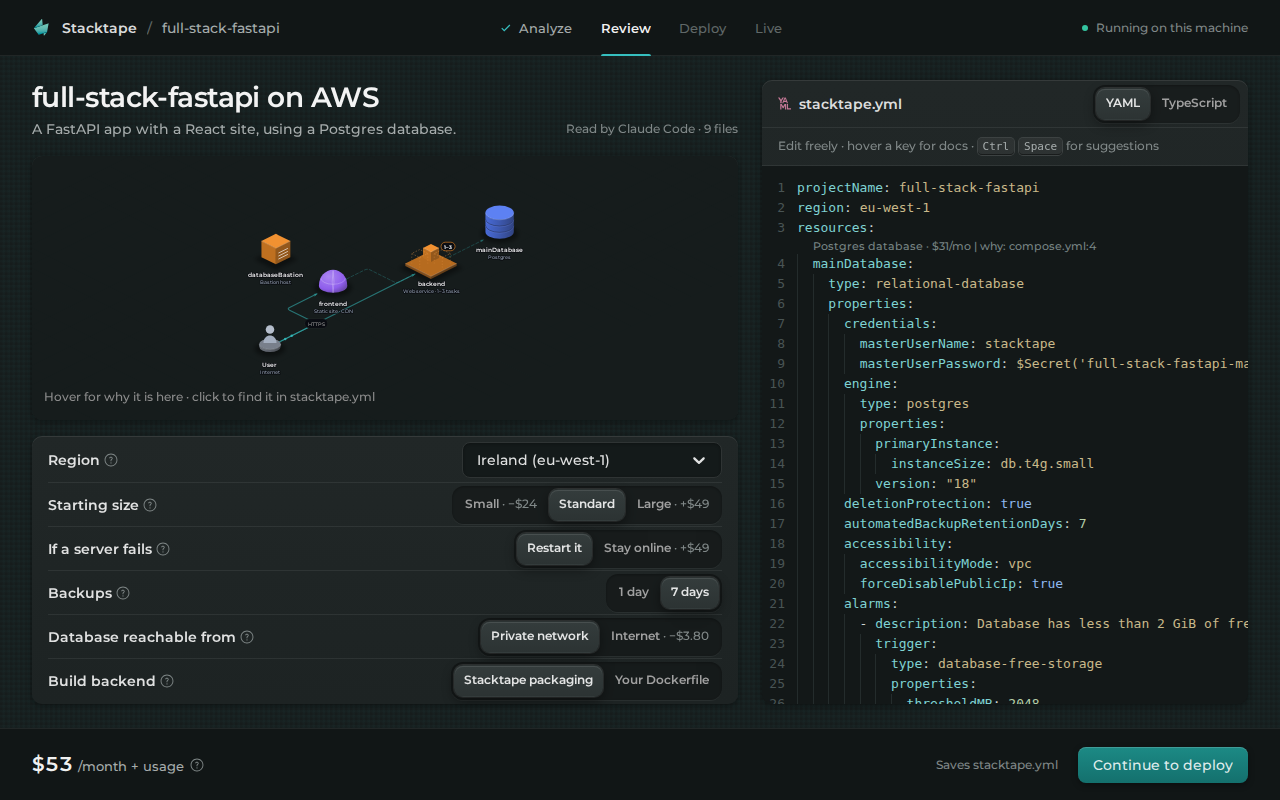 Stacktape / full-stack-fastapi
Analyze Review Deploy Live
Running on this machine
full-stack-fastapi on AWS
A FastAPI app with a React site, using a Postgres database.
Read by Claude Code · 9 files
mainDatabase
Postgres
1-3
backend
Web service · 1-3 tasks
databaseBastion
Bastion host
frontend
Static site · CDN
HTTPS
User
Internet
Hover for why it is here · click to find it in stacktape.yml
Region ?
Ireland (eu-west-1)
Starting size ?
Small · −$24 Standard Large · +$49
If a server fails ?
Restart it Stay online · +$49
Backups ?
1 day 7 days
Database reachable from ?
Private network Internet · −$3.80
Build backend ?
Stacktape packaging Your Dockerfile
YAML stacktape.yml
YAML TypeScript
Edit freely · hover a key for docs · Ctrl Space for suggestions
1 projectName: full-stack-fastapi
2 region: eu-west-1
3 resources:
Postgres database · $31/mo | why: compose.yml:4
4 mainDatabase:
5 type: relational-database
6 properties:
7 credentials:
8 masterUserName: stacktape
9 masterUserPassword: $Secret('full-stack-fastapi-ma
10 engine:
11 type: postgres
12 properties:
13 primaryInstance:
14 instanceSize: db.t4g.small
15 version: "18"
16 deletionProtection: true
17 automatedBackupRetentionDays: 7
18 accessibility:
19 accessibilityMode: vpc
20 forceDisablePublicIp: true
21 alarms:
22 - description: Database has less than 2 GiB of fre
23 trigger:
24 type: database-free-storage
25 properties:
26 thresholdMB: 2048
$53 /month + usage ?
Saves stacktape.yml
Continue to deploy